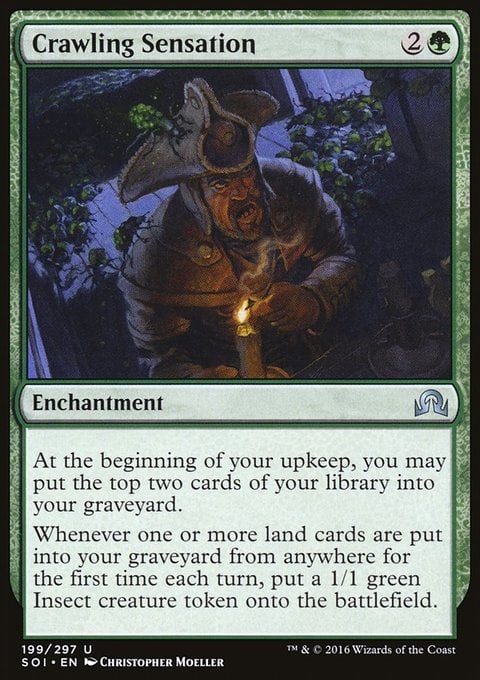 Crawling Sensation 2
Enchantment
At the beginning of your upkeep, you may
put the top two cards of your library into
your graveyard.
Whenever one or more land cards are put
into your graveyard from anywhere for
the first time each turn, put a 1/1 green
Insect creature token onto the battlefield.
199/297 U
SOI • EN Christopher Moeller
™ & © 2016 Wizards of the Coast